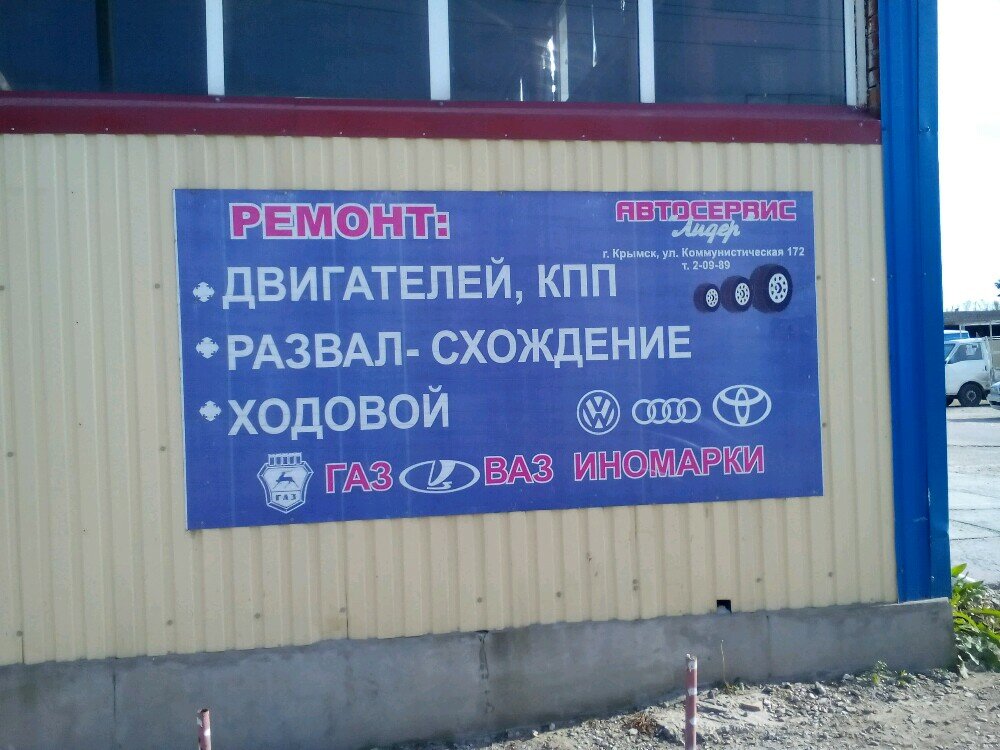 РЕМОНТ:
АВТОСЕРВИС
"Лидер
г. Крымск, ул. Коммунистическая 172
т. 2-09-89
ДВИГАТЕЛЕЙ, КПП
РАЗВАЛ- СХОЖДЕНИЕ
ХОДОВОЙ
ГАЗ
ГАЗ ВАЗ ИНОМАРКИ